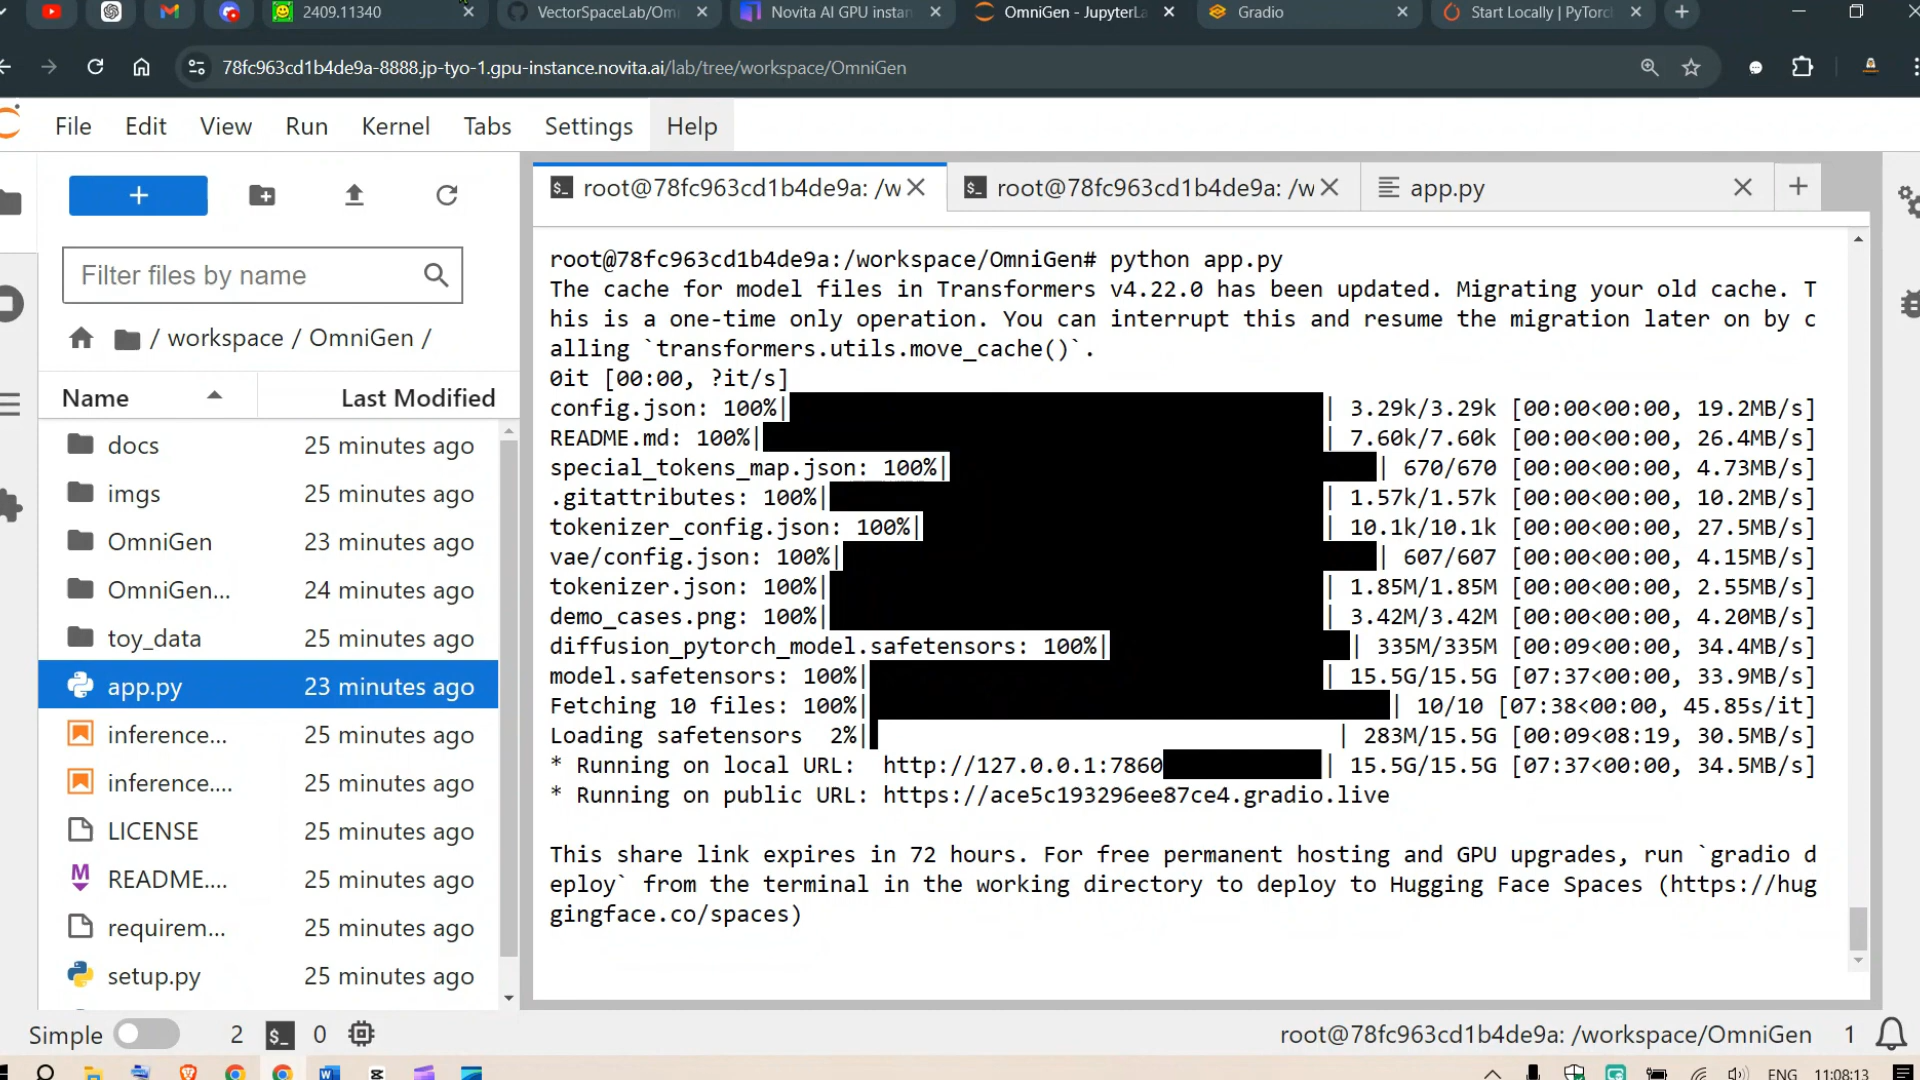 2409.11340
VectorSpaceLab/Omi
Novita AI GPU instan
OmniGen - JupyterLa
Gradio
Start Locally | PyTorc
78fc963cd1b4de9a-8888.jp-tyo-1.gpu-instance.novita.ai/lab/tree/workspace/OmniGen
File Edit View Run Kernel Tabs Settings Help
root@78fc963cd1b4de9a: /w
root@78fc963cd1b4de9a: /w
app.py
Filter files by name
/ workspace / OmniGen /
Name Last Modified
docs 25 minutes ago
imgs 25 minutes ago
OmniGen 23 minutes ago
OmniGen... 24 minutes ago
toy_data 25 minutes ago
app.py 23 minutes ago
inference... 25 minutes ago
inference.... 25 minutes ago
LICENSE 25 minutes ago
README.... 25 minutes ago
requirem... 25 minutes ago
setup.py 25 minutes ago
root@78fc963cd1b4de9a:/workspace/OmniGen# python app.py
The cache for model files in Transformers v4.22.0 has been updated. Migrating your old cache. T
his is a one-time only operation. You can interrupt this and resume the migration later on by c
alling `transformers.utils.move_cache()`.
0it [00:00, ?it/s]
config.json: 100%| | 3.29k/3.29k [00:00<00:00, 19.2MB/s]
README.md: 100%| | 7.60k/7.60k [00:00<00:00, 26.4MB/s]
special_tokens_map.json: 100%| | 670/670 [00:00<00:00, 4.73MB/s]
.gitattributes: 100%| | 1.57k/1.57k [00:00<00:00, 10.2MB/s]
tokenizer_config.json: 100%| | 10.1k/10.1k [00:00<00:00, 27.5MB/s]
vae/config.json: 100%| | 607/607 [00:00<00:00, 4.15MB/s]
tokenizer.json: 100%| | 1.85M/1.85M [00:00<00:00, 2.55MB/s]
demo_cases.png: 100%| | 3.42M/3.42M [00:00<00:00, 4.20MB/s]
diffusion_pytorch_model.safetensors: 100%| | 335M/335M [00:09<00:00, 34.4MB/s]
model.safetensors: 100%| | 15.5G/15.5G [07:37<00:00, 33.9MB/s]
Fetching 10 files: 100%| | 10/10 [07:38<00:00, 45.85s/it]
Loading safetensors 2%| | 283M/15.5G [00:09<08:19, 30.5MB/s]
* Running on local URL: http://127.0.0.1:7860 | 15.5G/15.5G [07:37<00:00, 34.5MB/s]
* Running on public URL: https://ace5c193296ee87ce4.gradio.live
This share link expires in 72 hours. For free permanent hosting and GPU upgrades, run `gradio d
eploy` from the terminal in the working directory to deploy to Hugging Face Spaces (https://hug
gingface.co/spaces)
Simple 2 $_ 0
root@78fc963cd1b4de9a: /workspace/OmniGen 1
ENG 11:08:13